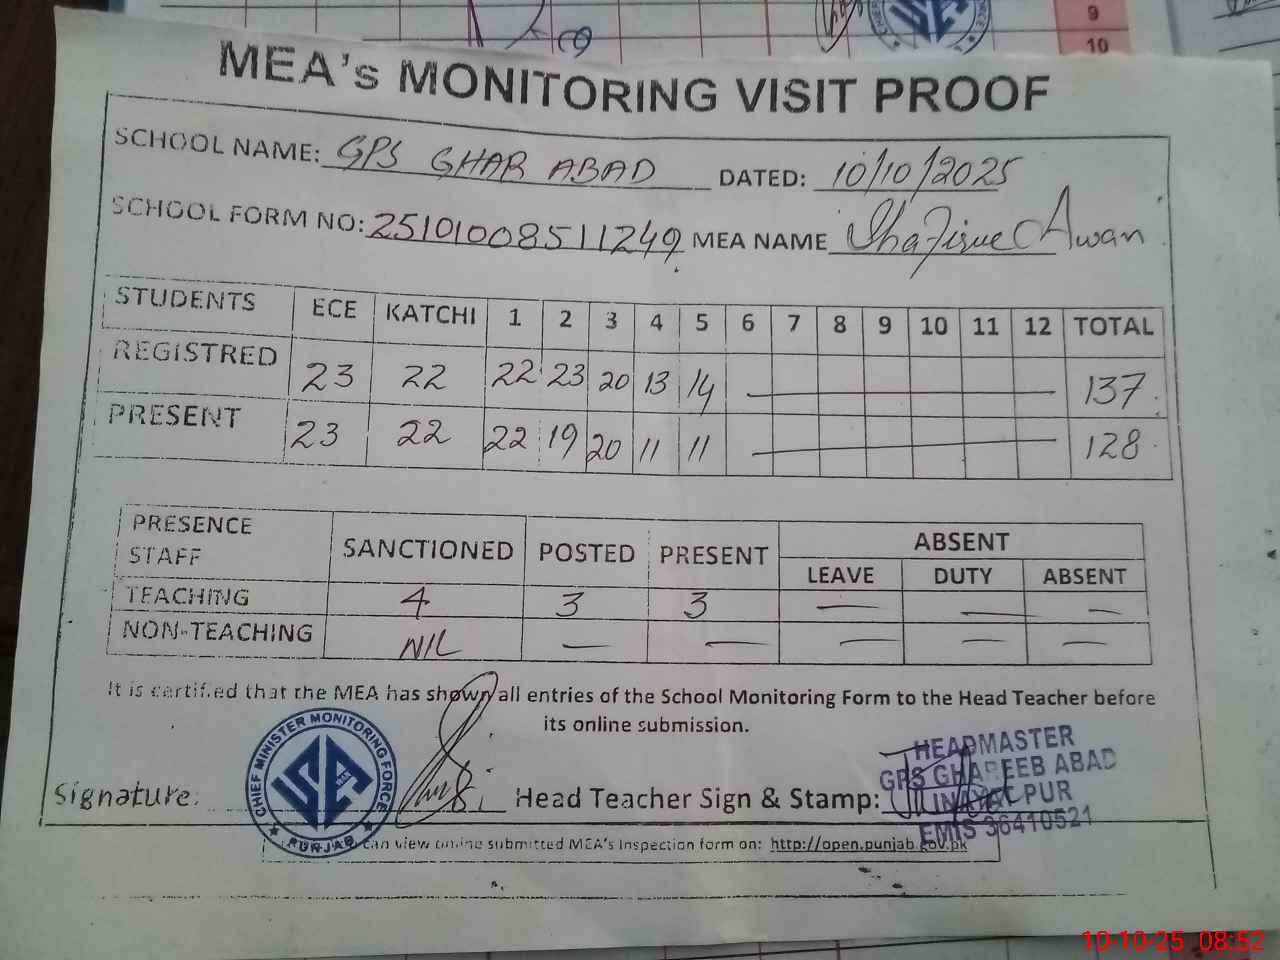 9
10
MEA's MONITORING VISIT PROOF
SCHOOL NAME: GPS GHAR ABAD DATED: 10/10/2025
SCHOOL FORM NO: 25101008511249 MEA NAME Shafique Awan
STUDENTS ECE KATCHI 1 2 3 4 5 6 7 8 9 10 11 12 TOTAL
REGISTRED 23 22 22 23 20 13 14 — 137
PRESENT 23 22 22 19 20 11 11 — 128
PRESENCE STAFF SANCTIONED POSTED PRESENT ABSENT
LEAVE DUTY ABSENT
TEACHING 4 3 3 — — —
NON-TEACHING NIL — — — — —
It is certified that the MEA has shown all entries of the School Monitoring Form to the Head Teacher before
its online submission.
CHIEF MINISTER MONITORING FORCE
PUNJAB
HEADMASTER
GPS GHAREEB ABAD
INAYAT PUR
EMIS 36410521
Signature: Head Teacher Sign & Stamp:
can view online submitted MEA's Inspection form on: http://open.punjab.gov.pk
10-10-25 08:52